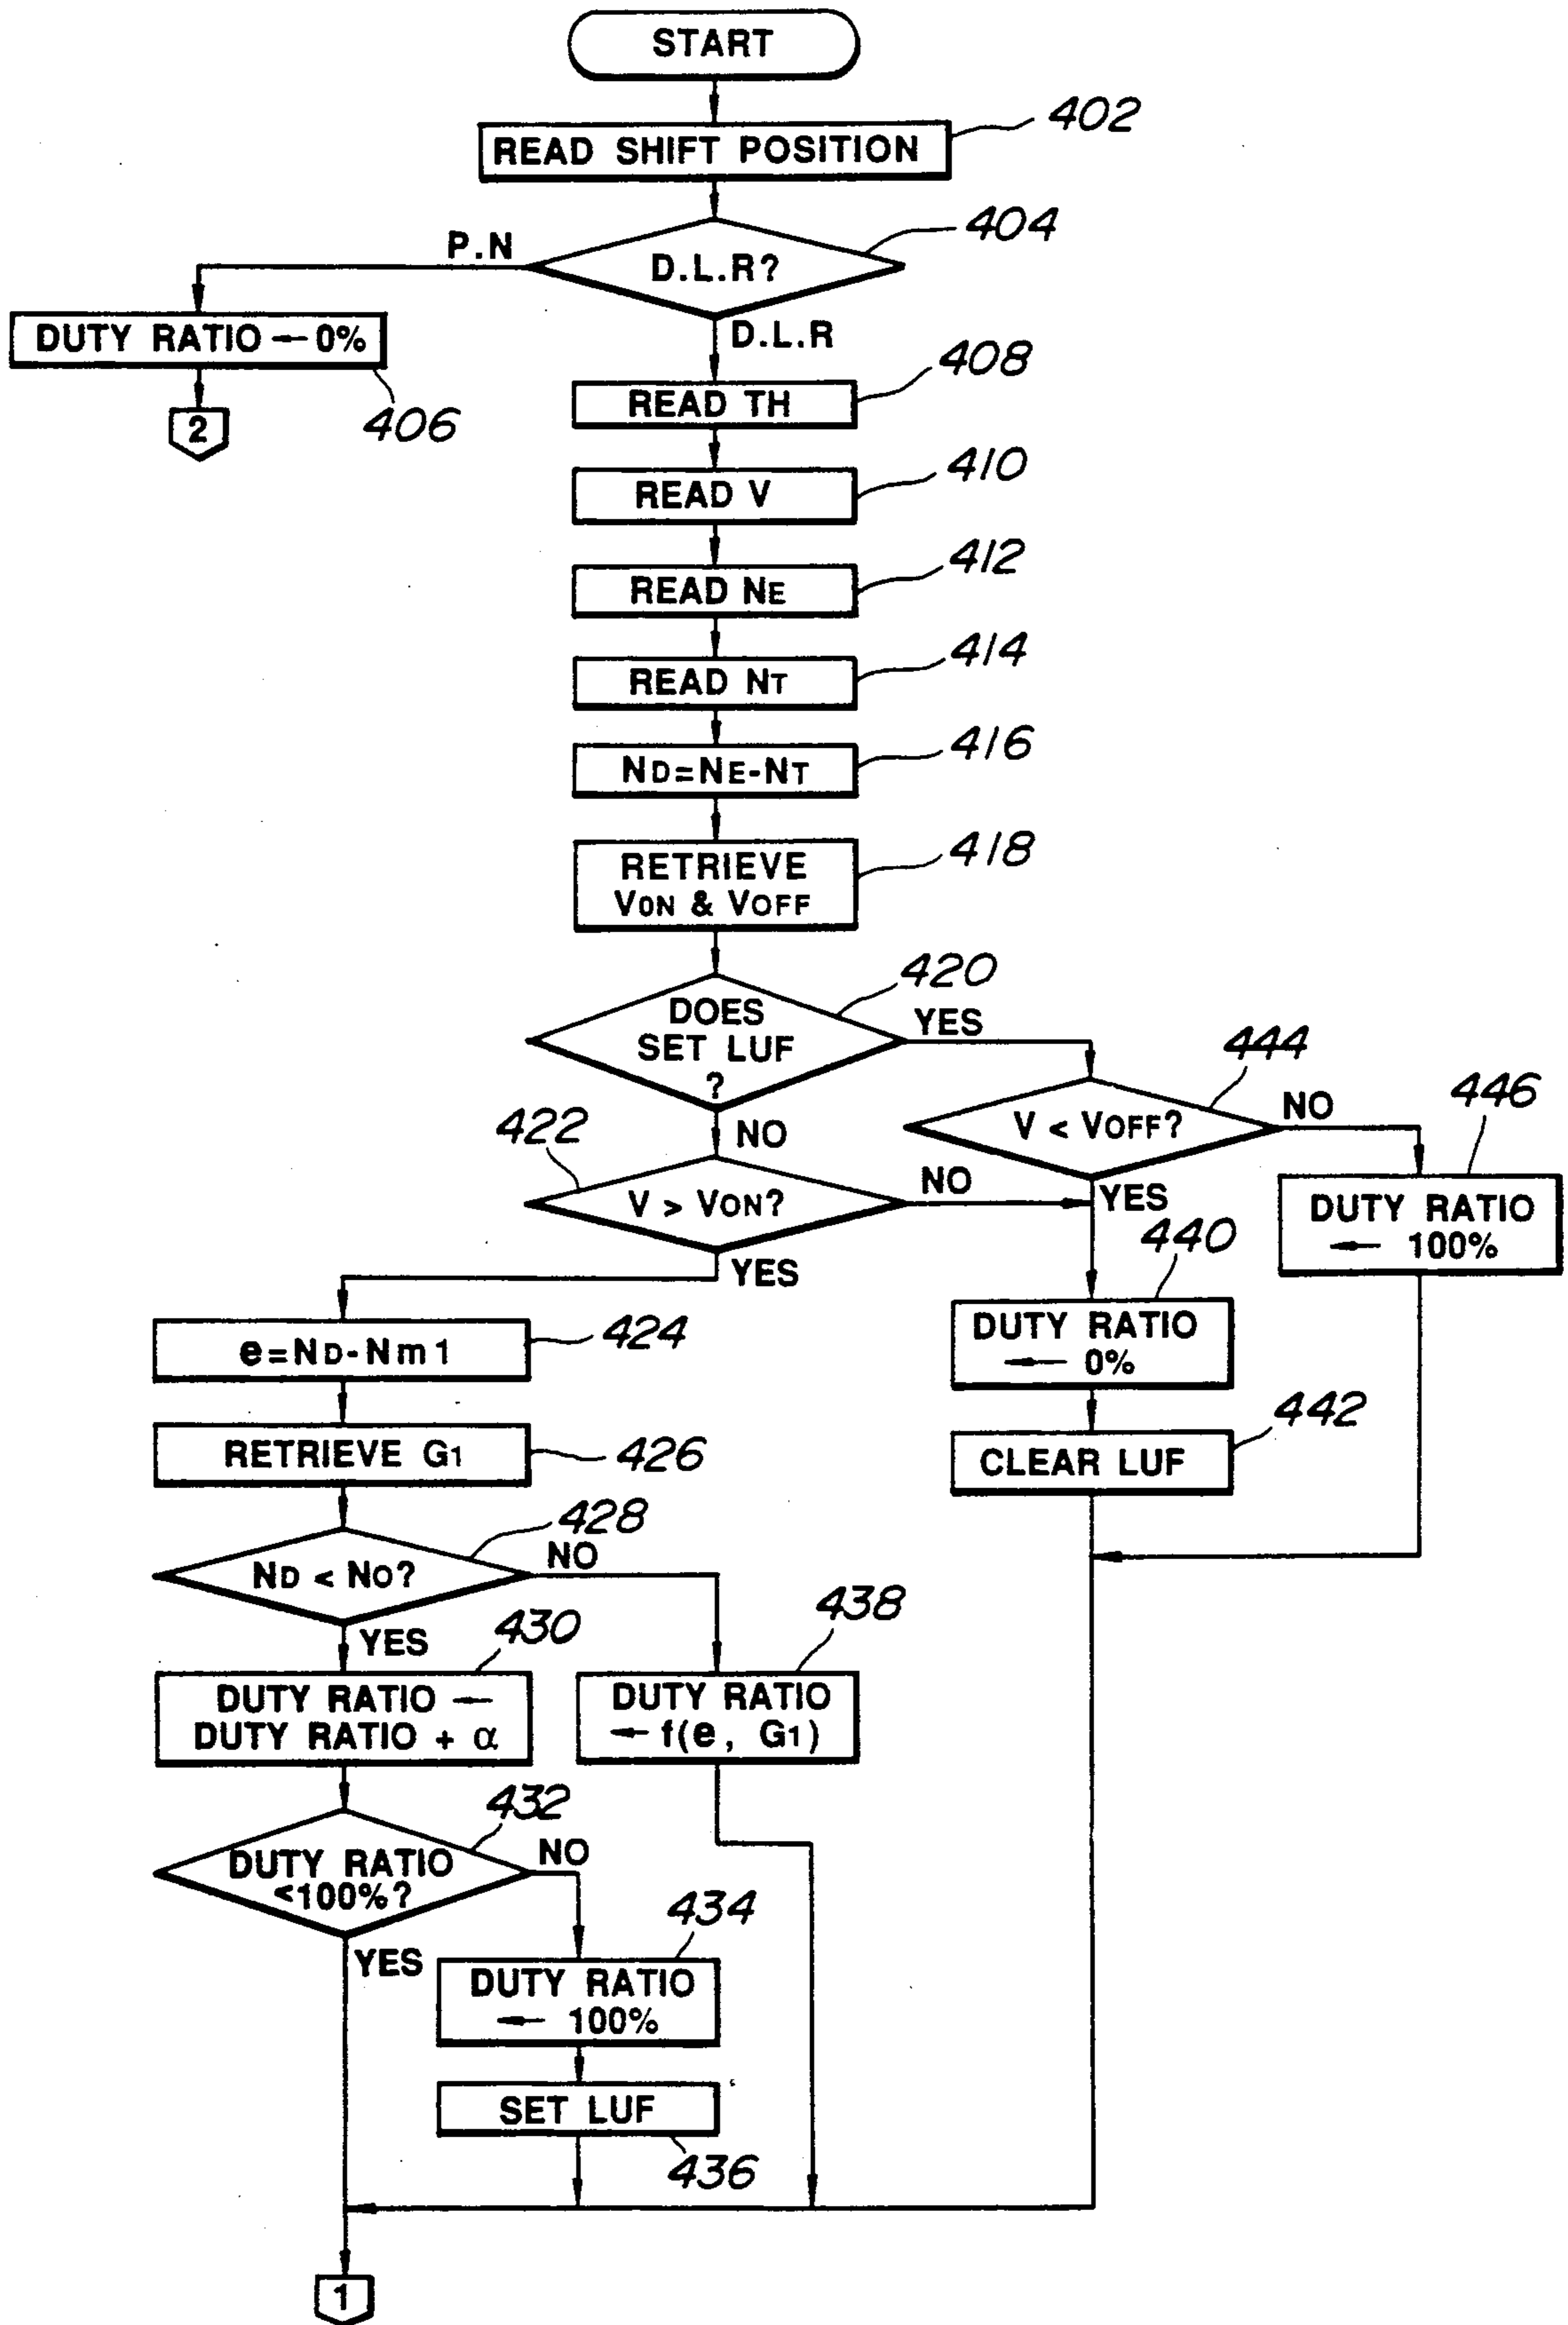 START
READ SHIFT POSITION
402
D.L.R?
404
P.N
DUTY RATIO ← 0%
406
2
D.L.R
READ TH
408
READ V
410
READ NE
412
READ NT
414
ND=NE-NT
416
RETRIEVE
VON & VOFF
418
DOES
SET LUF
?
420
YES
NO
V < VOFF?
444
NO
YES
446
DUTY RATIO
← 100%
422
V > VON?
NO
YES
440
DUTY RATIO
← 0%
442
CLEAR LUF
e=ND-Nm1
424
RETRIEVE G1
426
ND < NO?
428
NO
YES
430
DUTY RATIO ←
DUTY RATIO + α
438
DUTY RATIO
← f(e, G1)
432
DUTY RATIO
<100%?
NO
YES
434
DUTY RATIO
← 100%
SET LUF
436
1